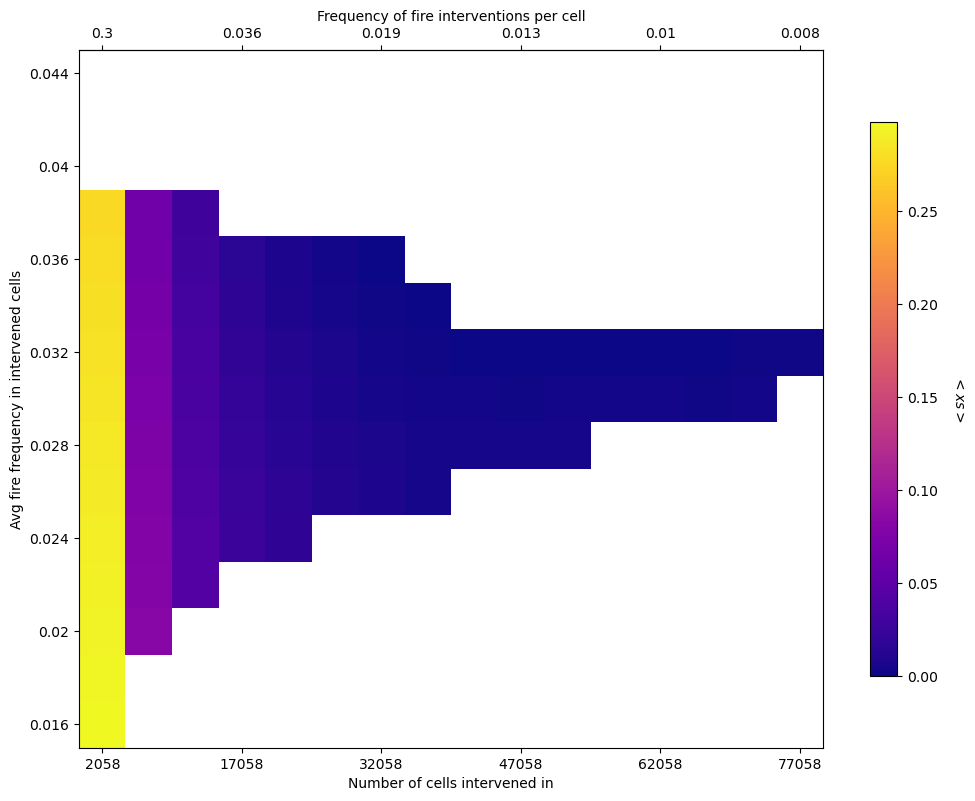 Frequency of fire interventions per cell
0.3 0.036 0.019 0.013 0.01 0.008
0.044
0.04
0.036
0.032
0.028
0.024
0.02
0.016
Avg fire frequency in intervened cells
2058 17058 32058 47058 62058 77058
Number of cells intervened in
0.25
0.20
0.15
0.10
0.05
0.00
< sx >